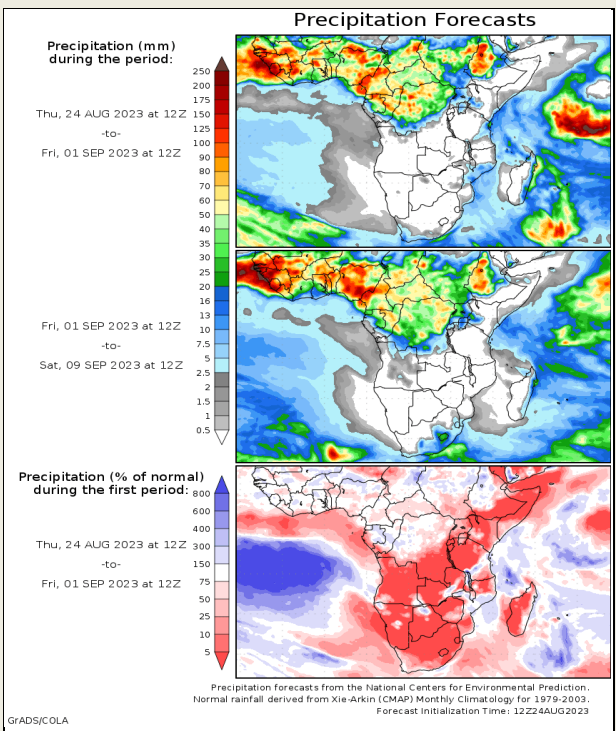 Precipitation Forecasts
Precipitation (mm)
during the period:
Thu, 24 AUG 2023 at 12Z
-to-
Fri, 01 SEP 2023 at 12Z
250
200
175
150
125
100
90
80
70
60
50
40
35
30
25
20
16
13
10
7.5
5
2.5
2
1.5
1
0.5
Fri, 01 SEP 2023 at 12Z
-to-
Sat, 09 SEP 2023 at 12Z
Precipitation (% of normal)
during the first period:
Thu, 24 AUG 2023 at 12Z
-to-
Fri, 01 SEP 2023 at 12Z
800
600
400
300
150
75
50
25
10
5
Precipitation forecasts from the National Centers for Environmental Prediction.
Normal rainfall derived from Xie-Arkin (CMAP) Monthly Climatology for 1979-2003.
Forecast Initialization Time: 12Z24AUG2023
GrADS/COLA